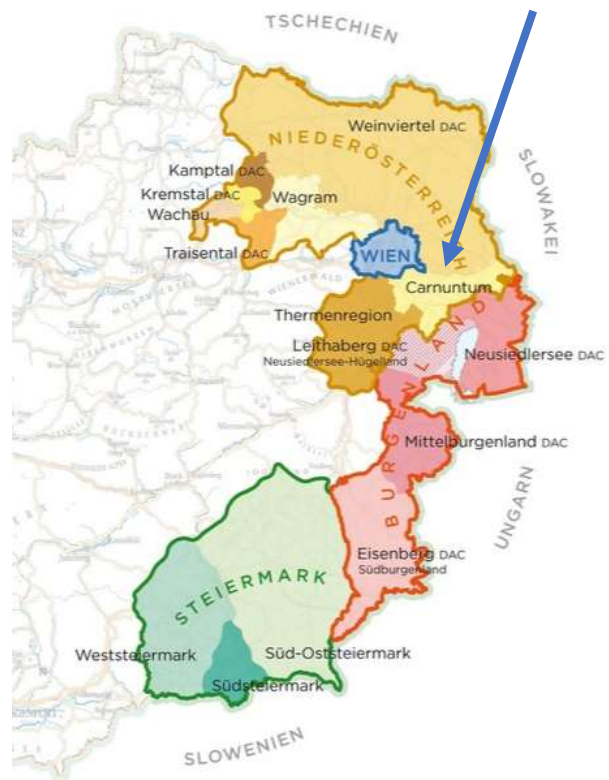 TSCHECHIEN
Weinviertel DAC
NIEDERÖSTERREICH
SLOWAKEI
Kamptal DAC
Kremstal DAC
Wagram
Wachau
Traisental DAC
WIEN
WIENERWALD
Carnuntum
Thermenregion
Leithaberg DAC
Neusiedlersee-Hügelland
Neusiedlersee DAC
BURGENLAND
Mittelburgenland DAC
UNGARN
Eisenberg DAC
Südburgenland
STEIERMARK
Weststeiermark
Süd-Oststeiermark
Südsteiermark
SLOWENIEN